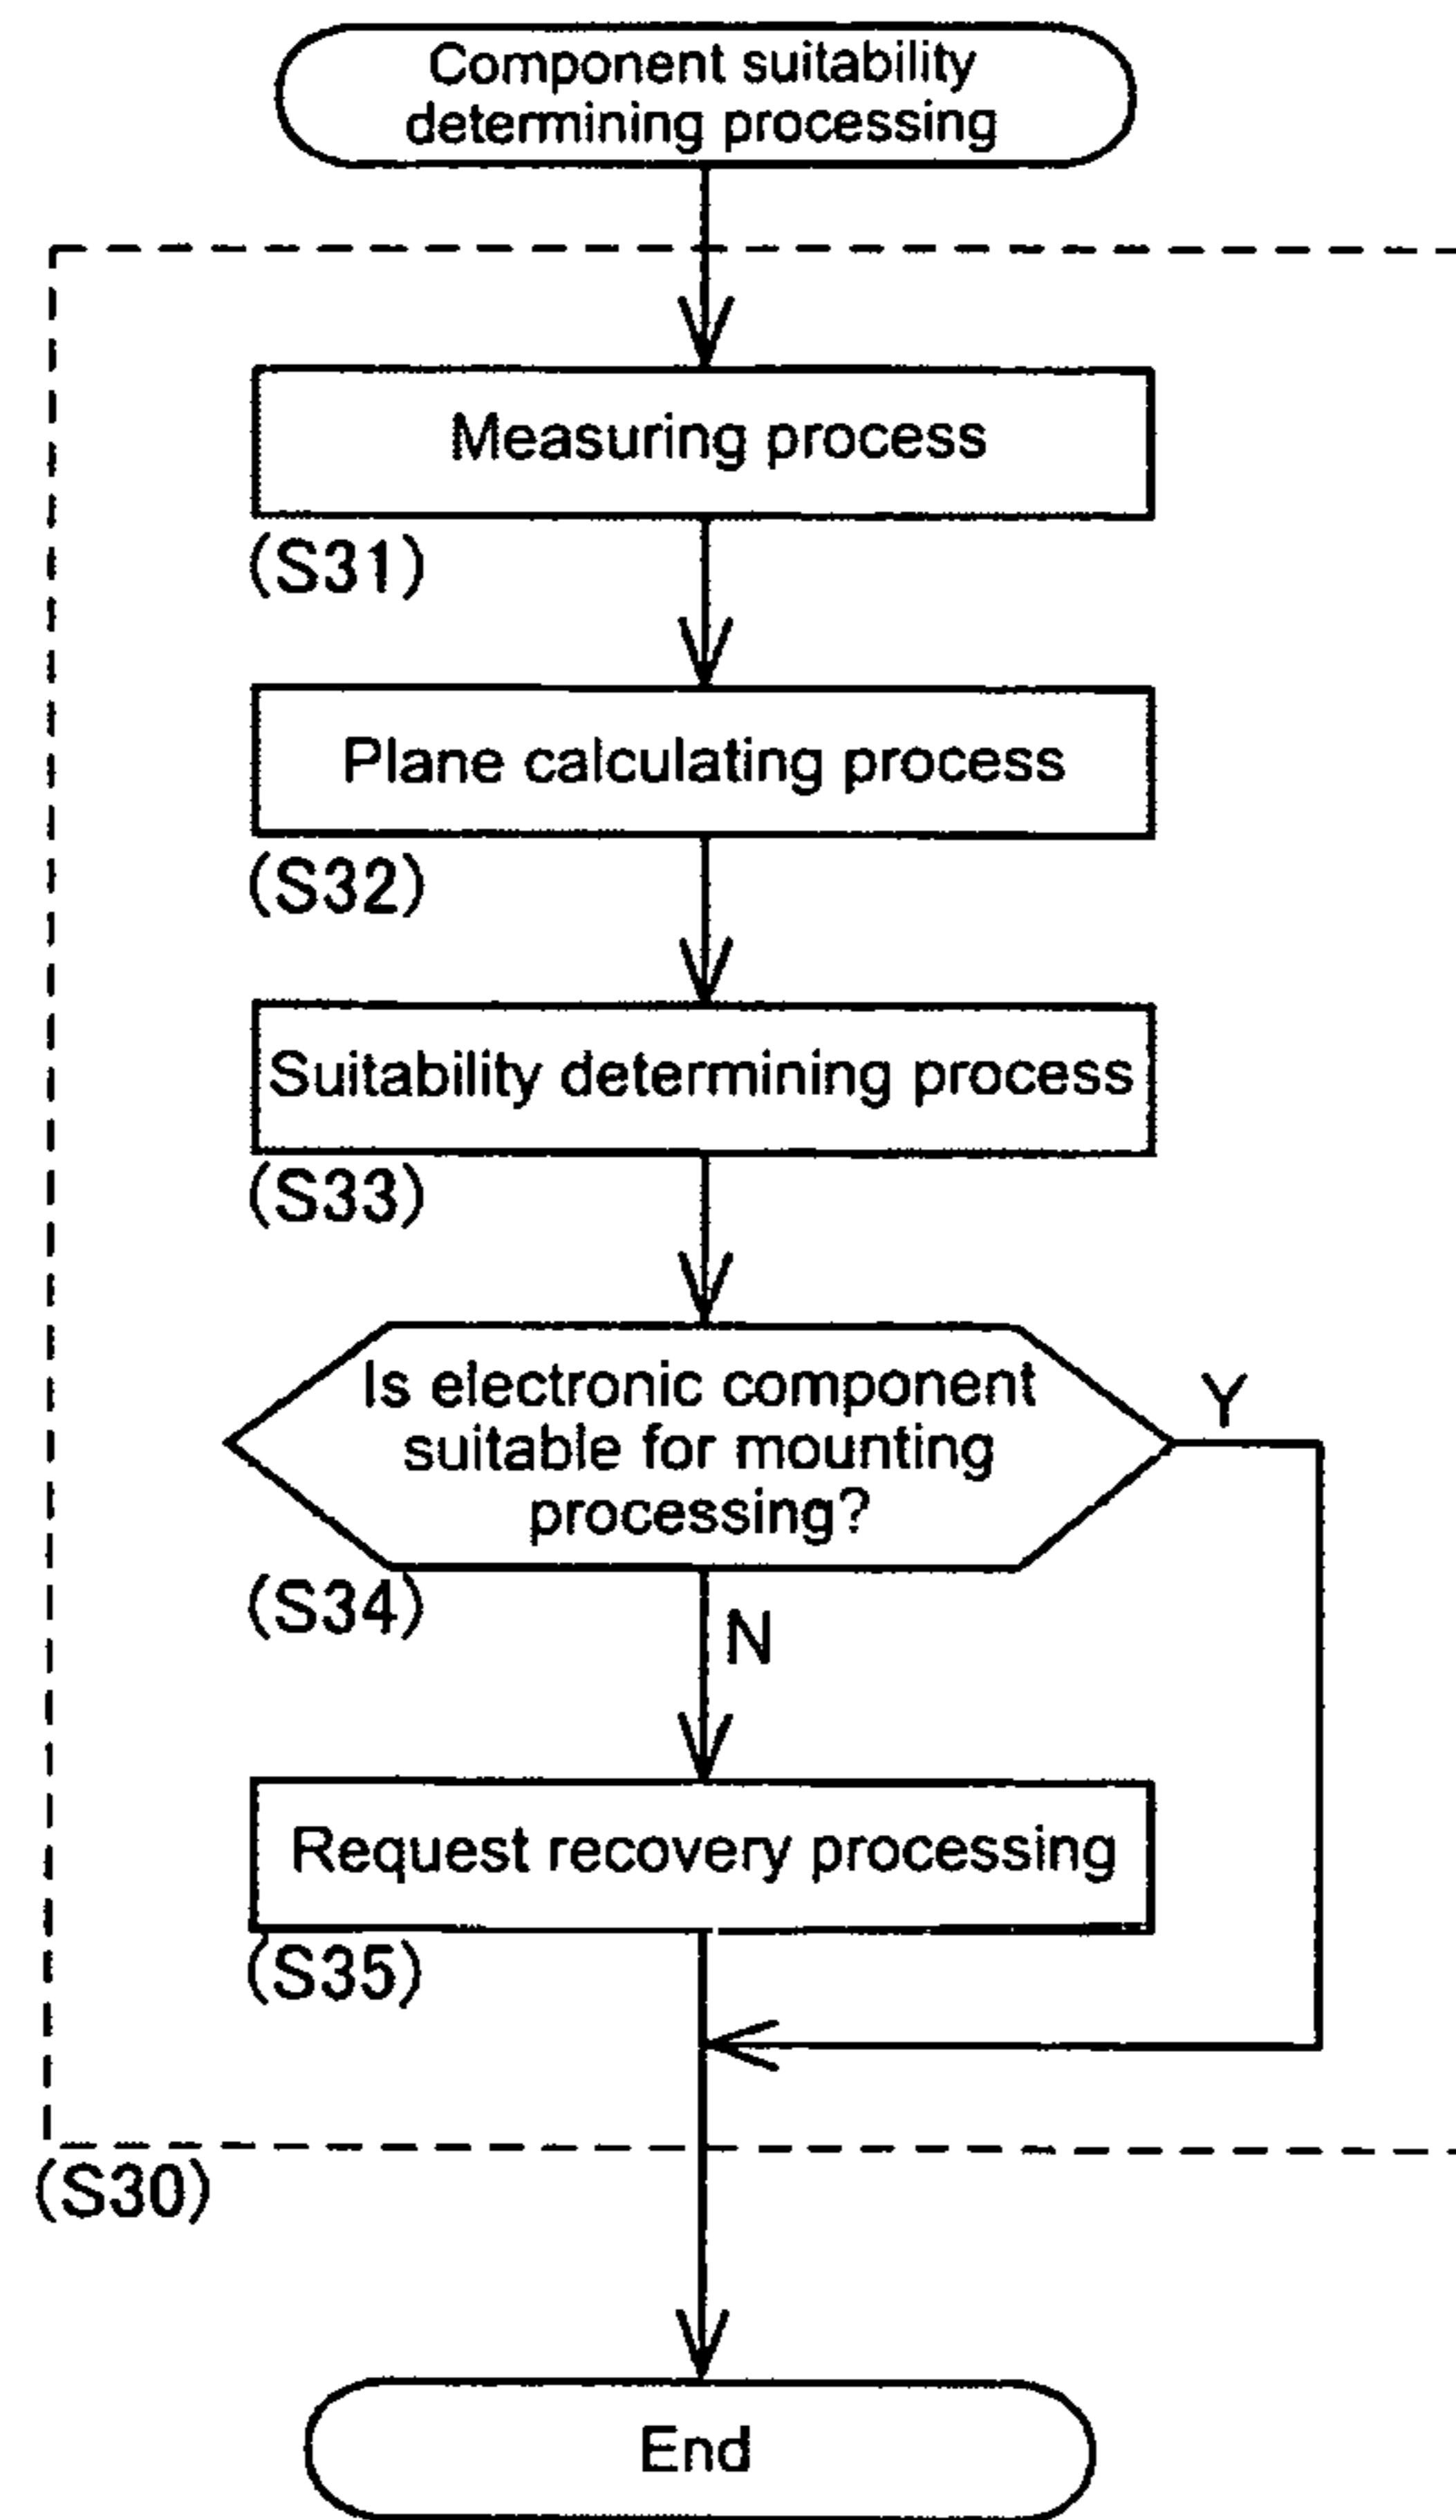 Component suitability
determining processing
Measuring process
(S31)
Plane calculating process
(S32)
Suitability determining process
(S33)
Is electronic component
suitable for mounting
processing?
Y
(S34)
N
Request recovery processing
(S35)
(S30)
End